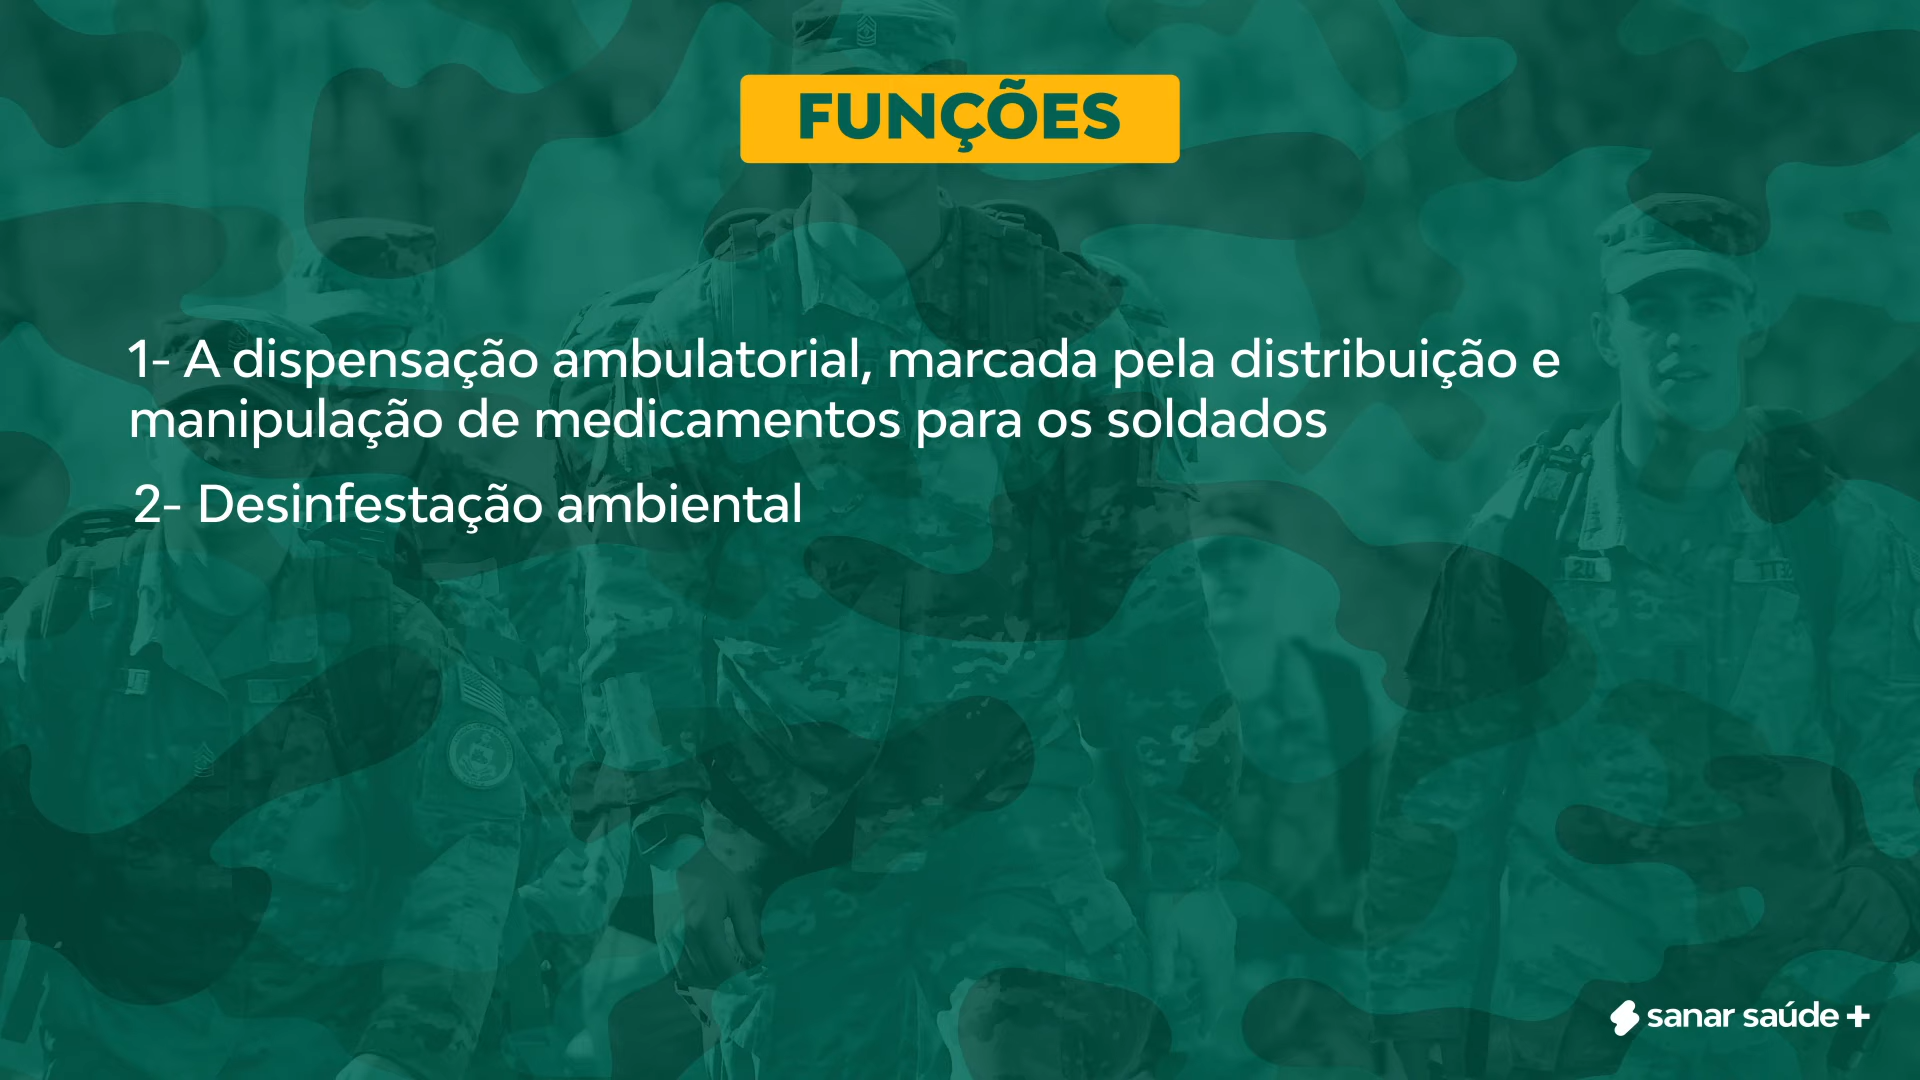 FUNÇÕES
1- A dispensação ambulatorial, marcada pela distribuição e
manipulação de medicamentos para os soldados
2- Desinfestação ambiental
sanar saúde +